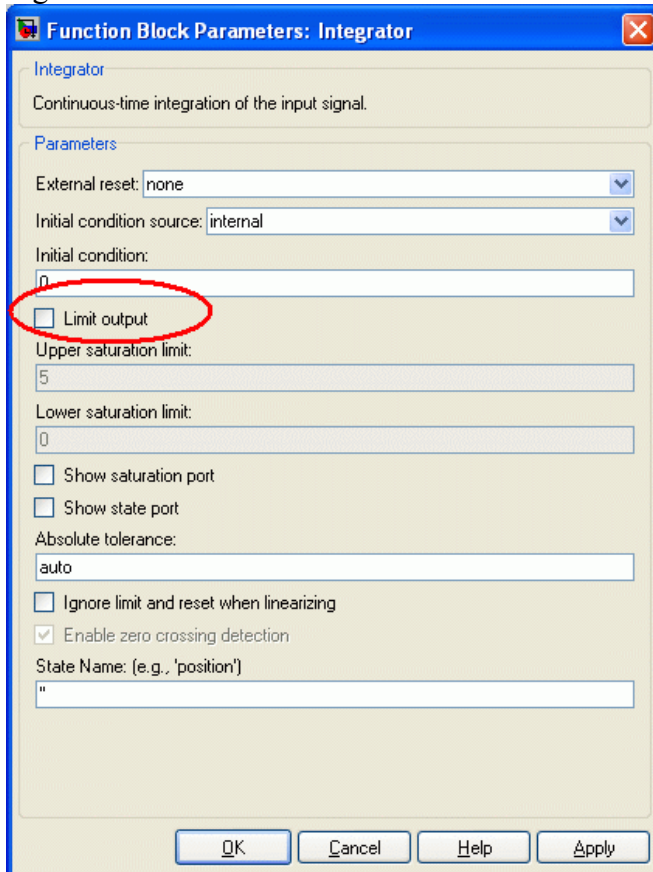 Function Block Parameters: Integrator
Integrator
Continuous-time integration of the input signal.
Parameters
External reset: none
Initial condition source: internal
Initial condition:
0
Limit output
Upper saturation limit:
5
Lower saturation limit:
0
Show saturation port
Show state port
Absolute tolerance:
auto
Ignore limit and reset when linearizing
Enable zero crossing detection
State Name: (e.g., 'position')
''
OK Cancel Help Apply